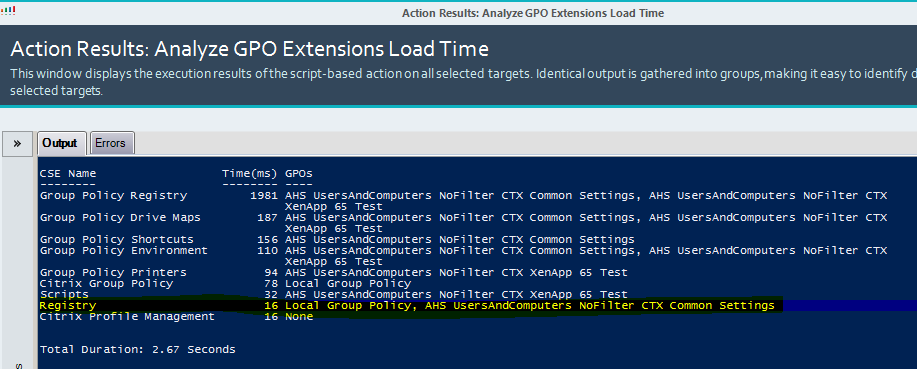 Action Results: Analyze GPO Extensions Load Time
Action Results: Analyze GPO Extensions Load Time
This window displays the execution results of the script-based action on all selected targets. Identical output is gathered into groups, making it easy to identify d
selected targets.
» Output Errors
CSE Name Time(ms) GPOs
-------- -------- ----
Group Policy Registry 1981 AHS UsersAndComputers NoFilter CTX Common Settings, AHS UsersAndComputers NoFilter CTX
XenApp 65 Test
Group Policy Drive Maps 187 AHS UsersAndComputers NoFilter CTX Common Settings, AHS UsersAndComputers NoFilter CTX
XenApp 65 Test
Group Policy Shortcuts 156 AHS UsersAndComputers NoFilter CTX Common Settings
Group Policy Environment 110 AHS UsersAndComputers NoFilter CTX Common Settings, AHS UsersAndComputers NoFilter CTX
XenApp 65 Test
Group Policy Printers 94 AHS UsersAndComputers NoFilter CTX XenApp 65 Test
Citrix Group Policy 78 Local Group Policy
Scripts 32 AHS UsersAndComputers NoFilter CTX XenApp 65 Test
Registry 16 Local Group Policy, AHS UsersAndComputers NoFilter CTX Common Settings
Citrix Profile Management 16 None
Total Duration: 2.67 Seconds